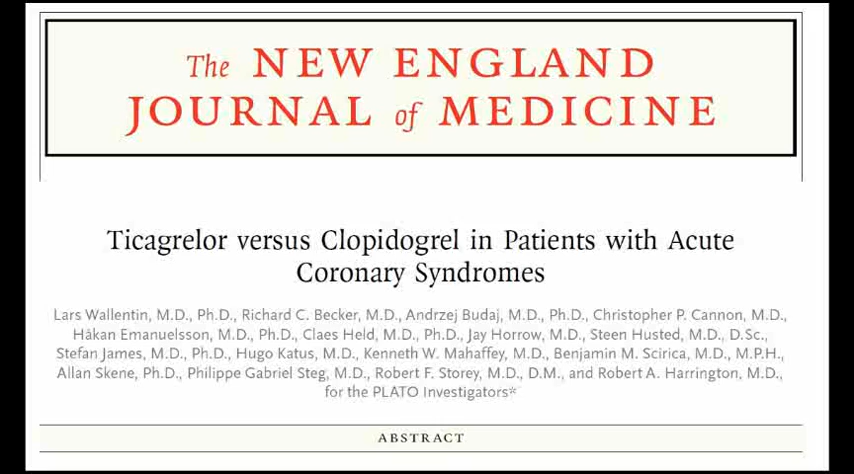 The NEW ENGLAND
JOURNAL of MEDICINE
Ticagrelor versus Clopidogrel in Patients with Acute
Coronary Syndromes
Lars Wallentin, M.D., Ph.D., Richard C. Becker, M.D., Andrzej Budaj, M.D., Ph.D., Christopher P. Cannon, M.D.,
Håkan Emanuelsson, M.D., Ph.D., Claes Held, M.D., Ph.D., Jay Horrow, M.D., Steen Husted, M.D., D.Sc.,
Stefan James, M.D., Ph.D., Hugo Katus, M.D., Kenneth W. Mahaffey, M.D., Benjamin M. Scirica, M.D., M.P.H.,
Allan Skene, Ph.D., Philippe Gabriel Steg, M.D., Robert F. Storey, M.D., D.M., and Robert A. Harrington, M.D.,
for the PLATO Investigators*
ABSTRACT